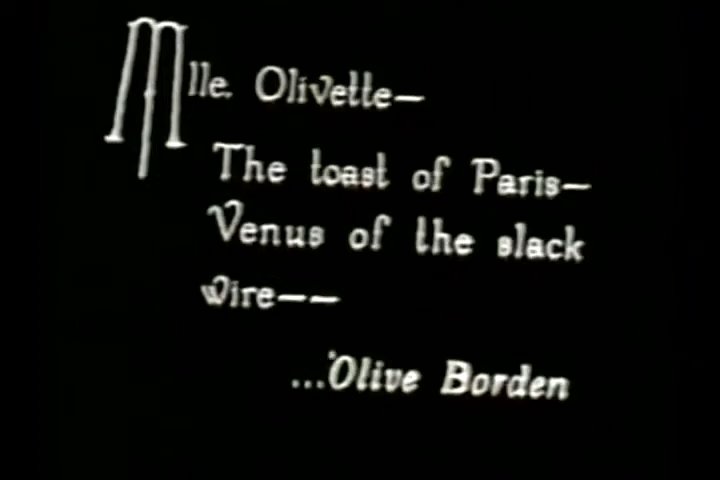 Mlle. Olivette—
The toast of Paris—
Venus of the slack
wire——
...Olive Borden